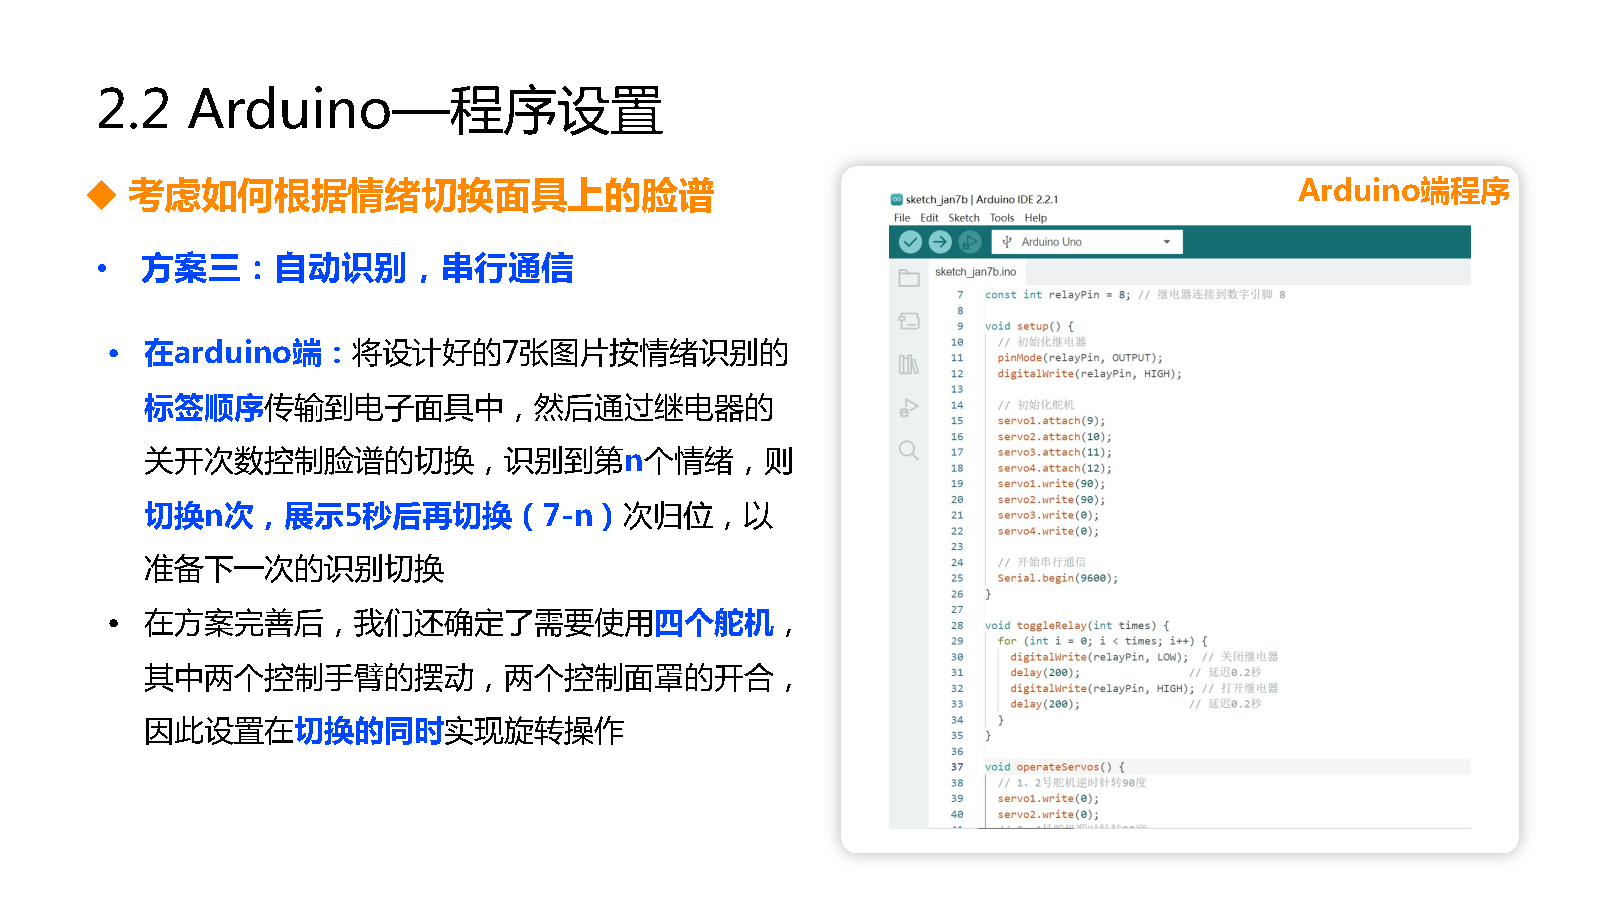 2.2 Arduino—程序设置
◆ 考虑如何根据情绪切换面具上的脸谱
• 方案三：自动识别，串行通信
• 在arduino端：将设计好的7张图片按情绪识别的
标签顺序传输到电子面具中，然后通过继电器的
关开次数控制脸谱的切换，识别到第n个情绪，则
切换n次，展示5秒后再切换（7-n）次归位，以
准备下一次的识别切换
• 在方案完善后，我们还确定了需要使用四个舵机，
其中两个控制手臂的摆动，两个控制面罩的开合，
因此设置在切换的同时实现旋转操作
Arduino端程序
sketch_jan7b | Arduino IDE 2.2.1
File Edit Sketch Tools Help
Arduino Uno
sketch_jan7b.ino
7 const int relayPin = 8; // 继电器连接到数字引脚 8
8
9 void setup() {
10 // 初始化继电器
11 pinMode(relayPin, OUTPUT);
12 digitalWrite(relayPin, HIGH);
13
14 // 初始化舵机
15 servo1.attach(9);
16 servo2.attach(10);
17 servo3.attach(11);
18 servo4.attach(12);
19 servo1.write(90);
20 servo2.write(90);
21 servo3.write(0);
22 servo4.write(0);
23
24 // 开始串行通信
25 Serial.begin(9600);
26 }
27
28 void toggleRelay(int times) {
29 for (int i = 0; i < times; i++) {
30 digitalWrite(relayPin, LOW); // 关闭继电器
31 delay(200); // 延迟0.2秒
32 digitalWrite(relayPin, HIGH); // 打开继电器
33 delay(200); // 延迟0.2秒
34 }
35 }
36
37 void operateServos() {
38 // 1、2号舵机逆时针转90度
39 servo1.write(0);
40 servo2.write(0);